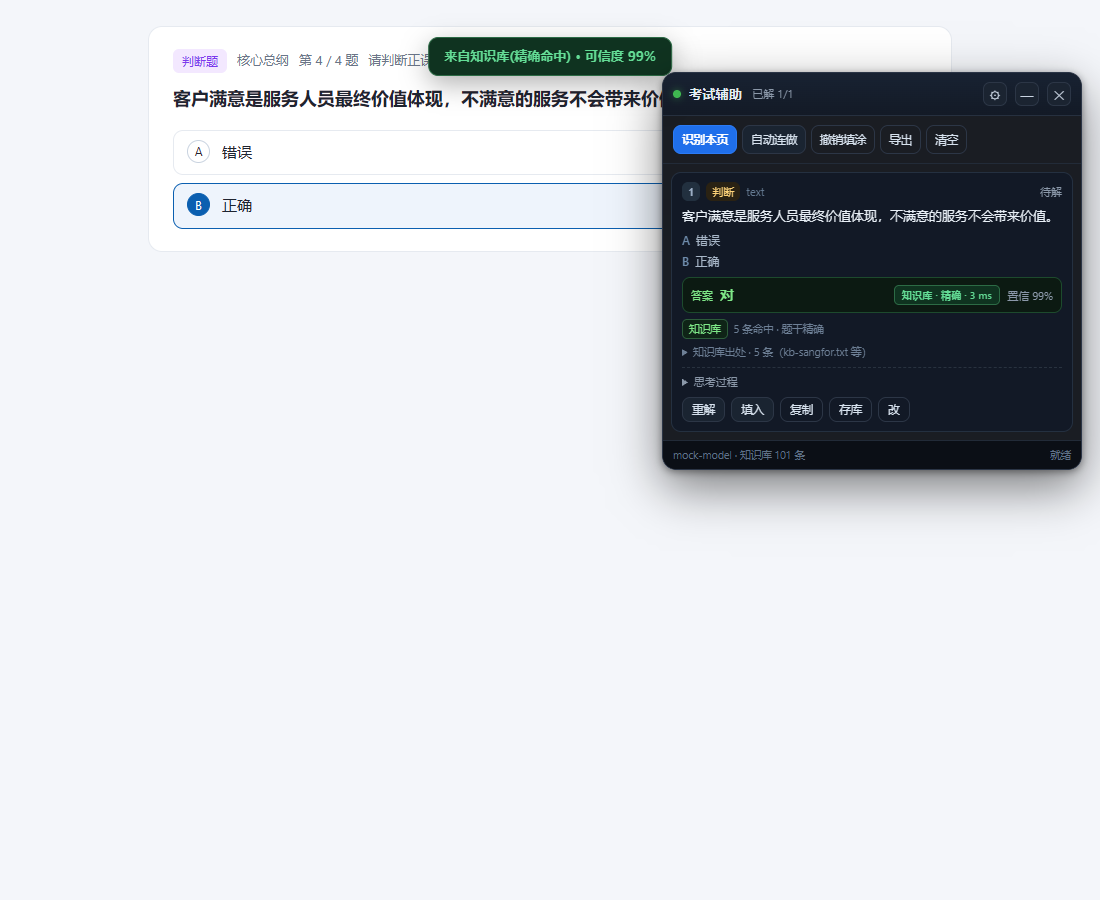 判断题 核心总纲 第 4 / 4 题 请判断正误
来自知识库(精确命中) • 可信度 99%
客户满意是服务人员最终价值体现，不满意的服务不会带来价
A 错误
B 正确
考试辅助 已解 1/1
识别本页 自动连做 撤销填涂 导出 清空
1 判断 text 待解
客户满意是服务人员最终价值体现，不满意的服务不会带来价值。
A 错误
B 正确
答案 对 知识库 · 精确 · 3 ms 置信 99%
知识库 5 条命中 · 题干精确
知识库出处 · 5 条（kb-sangfor.txt 等）
思考过程
重解 填入 复制 存库 改
mock-model · 知识库 101 条 就绪